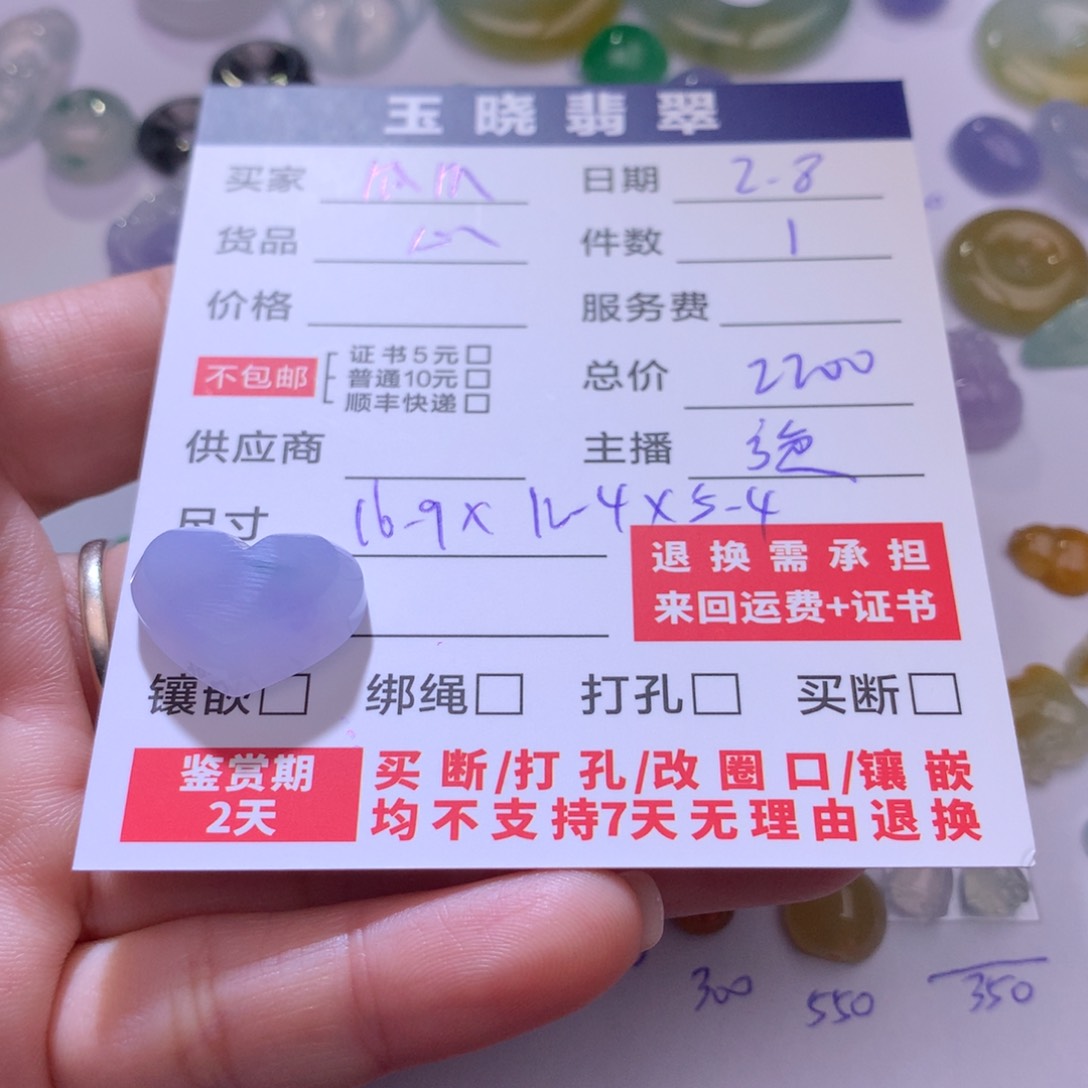 玉晓翡翠
买家 日期 2-8
货品 件数 1
价格 服务费
不包邮 证书5元□ 普通10元□ 顺丰快递□ 总价 2200
供应商 主播
尺寸 16-9X12-4X5-4
退换需承担
来回运费+证书
镶嵌□ 绑绳□ 打孔□ 买断□
鉴赏期 买断/打孔/改圈口/镶嵌
2天 均不支持7天无理由退换
300 550 350